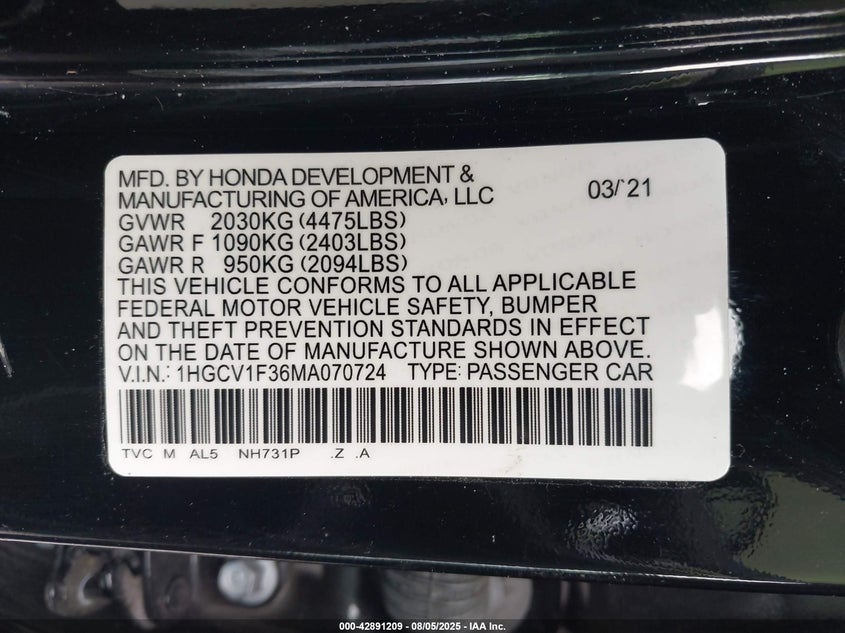 MFD. BY HONDA DEVELOPMENT &
MANUFACTURING OF AMERICA, LLC 03/`21
GVWR 2030KG (4475LBS)
GAWR F 1090KG (2403LBS)
GAWR R 950KG (2094LBS)
THIS VEHICLE CONFORMS TO ALL APPLICABLE
FEDERAL MOTOR VEHICLE SAFETY, BUMPER
AND THEFT PREVENTION STANDARDS IN EFFECT
ON THE DATE OF MANUFACTURE SHOWN ABOVE.
V.I.N.: 1HGCV1F36MA070724 TYPE: PASSENGER CAR
TVC M AL5 NH731P .Z .A
000-42891209 - 08/05/2025 - IAA Inc.